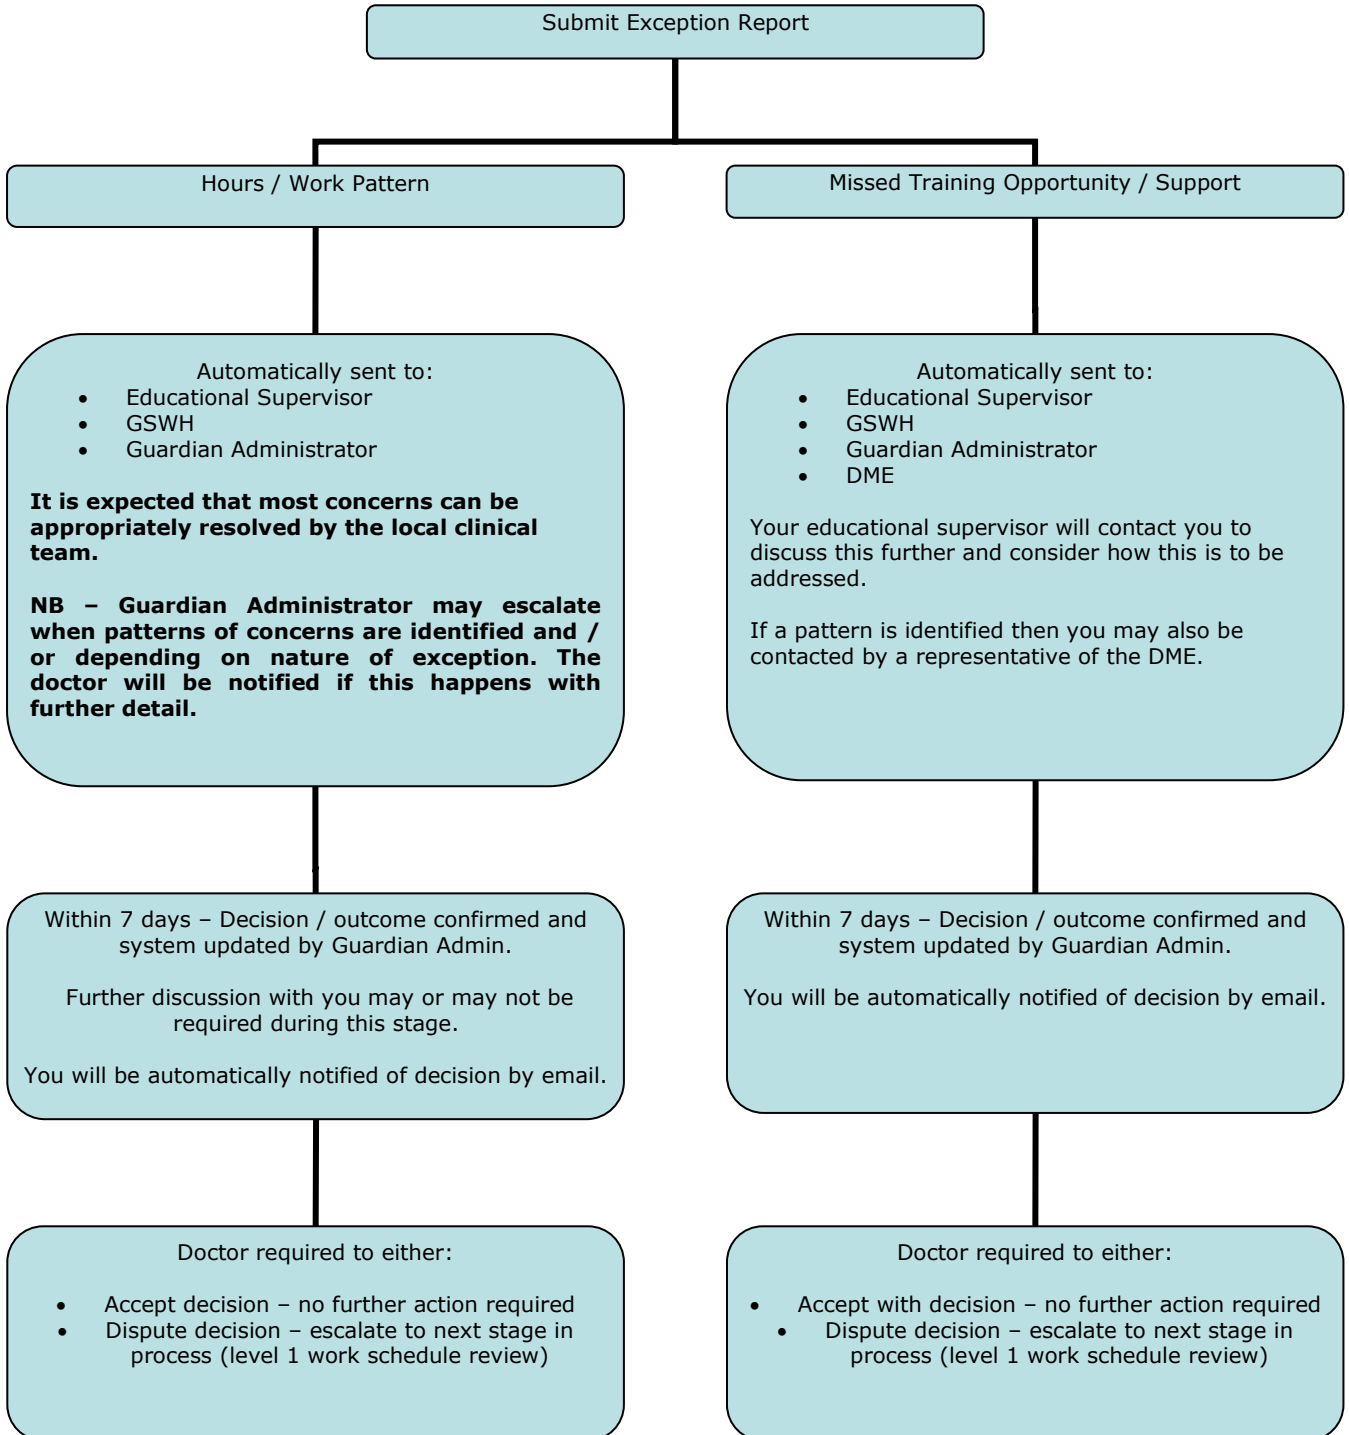 Submit Exception Report
Hours / Work Pattern
Missed Training Opportunity / Support
Automatically sent to:
• Educational Supervisor
• GSWH
• Guardian Administrator
It is expected that most concerns can be
appropriately resolved by the local clinical
team.
NB – Guardian Administrator may escalate
when patterns of concerns are identified and /
or depending on nature of exception. The
doctor will be notified if this happens with
further detail.
Automatically sent to:
• Educational Supervisor
• GSWH
• Guardian Administrator
• DME
Your educational supervisor will contact you to
discuss this further and consider how this is to be
addressed.
If a pattern is identified then you may also be
contacted by a representative of the DME.
Within 7 days – Decision / outcome confirmed and
system updated by Guardian Admin.
Further discussion with you may or may not be
required during this stage.
You will be automatically notified of decision by email.
Within 7 days – Decision / outcome confirmed and
system updated by Guardian Admin.
You will be automatically notified of decision by email.
Doctor required to either:
• Accept decision – no further action required
• Dispute decision – escalate to next stage in
process (level 1 work schedule review)
Doctor required to either:
• Accept with decision – no further action required
• Dispute decision – escalate to next stage in
process (level 1 work schedule review)